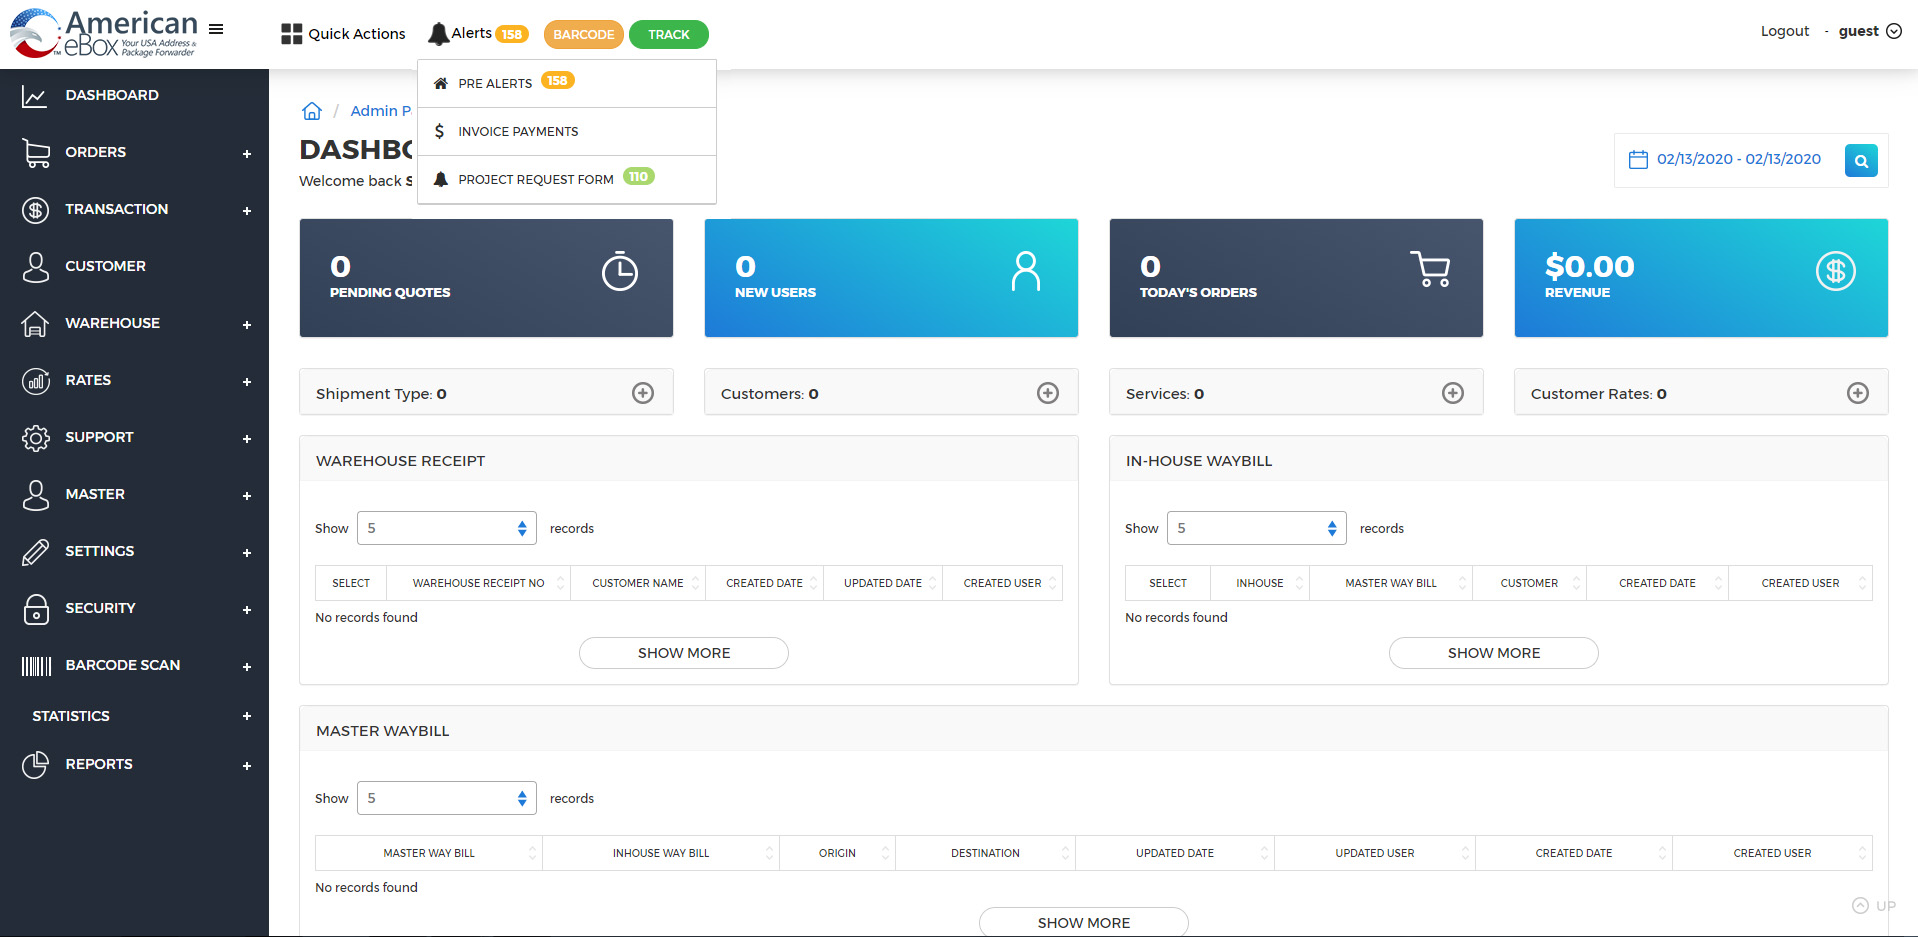 American
eBox Your USA Address &
Package Forwarder
Quick Actions
Alerts 158
BARCODE
TRACK
Logout - guest
PRE ALERTS 158
INVOICE PAYMENTS
PROJECT REQUEST FORM 110
DASHBOARD
ORDERS +
TRANSACTION +
CUSTOMER
WAREHOUSE +
RATES +
SUPPORT +
MASTER +
SETTINGS +
SECURITY +
BARCODE SCAN +
STATISTICS +
REPORTS +
/ Admin P
DASHBO
Welcome back S
02/13/2020 - 02/13/2020
0
PENDING QUOTES
0
NEW USERS
0
TODAY'S ORDERS
$0.00
REVENUE
Shipment Type: 0
Customers: 0
Services: 0
Customer Rates: 0
WAREHOUSE RECEIPT
Show 5 records
SELECT WAREHOUSE RECEIPT NO CUSTOMER NAME CREATED DATE UPDATED DATE CREATED USER
No records found
SHOW MORE
IN-HOUSE WAYBILL
Show 5 records
SELECT INHOUSE MASTER WAY BILL CUSTOMER CREATED DATE CREATED USER
No records found
SHOW MORE
MASTER WAYBILL
Show 5 records
MASTER WAY BILL INHOUSE WAY BILL ORIGIN DESTINATION UPDATED DATE UPDATED USER CREATED DATE CREATED USER
No records found
SHOW MORE
UP